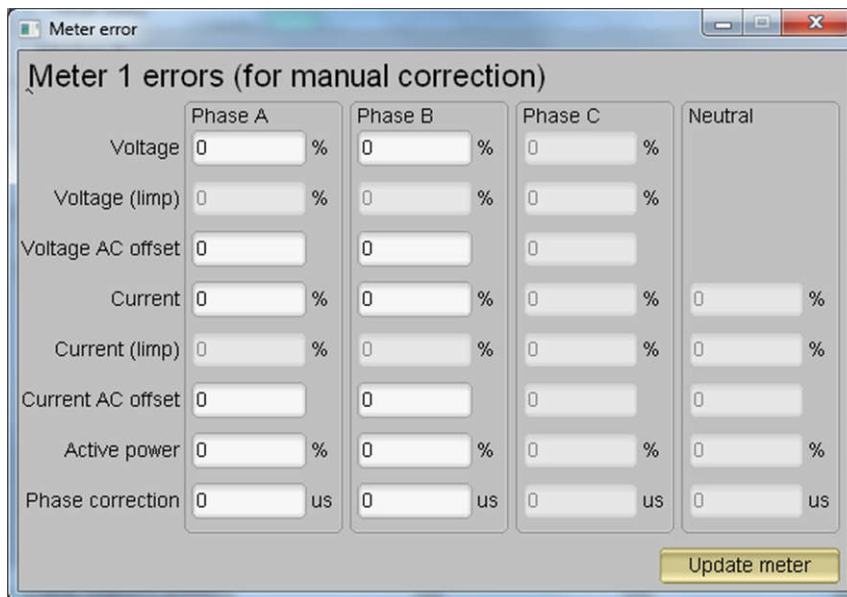 Meter error
Meter 1 errors (for manual correction)
Phase A Phase B Phase C Neutral
Voltage 0 % 0 % 0 %
Voltage (limp) 0 % 0 % 0 %
Voltage AC offset 0 0 0
Current 0 % 0 % 0 % 0 %
Current (limp) 0 % 0 % 0 % 0 %
Current AC offset 0 0 0 0
Active power 0 % 0 % 0 % 0 %
Phase correction 0 us 0 us 0 us 0 us
Update meter